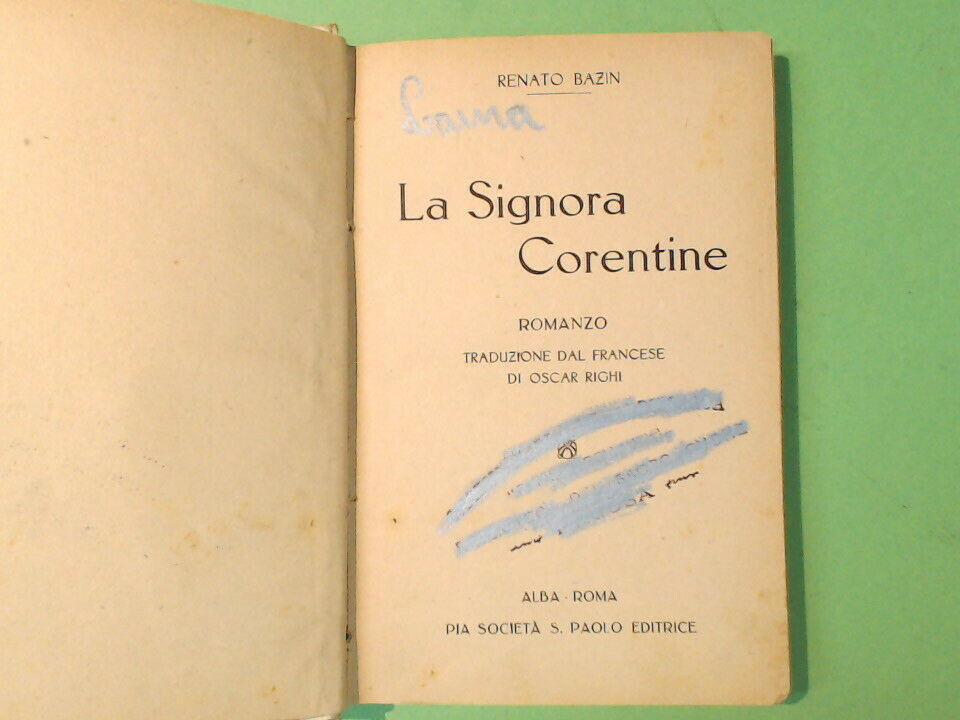 RENATO BAZIN
La Signora
Corentine
ROMANZO
TRADUZIONE DAL FRANCESE
DI OSCAR RIGHI
ALBA - ROMA
PIA SOCIETÀ S. PAOLO EDITRICE